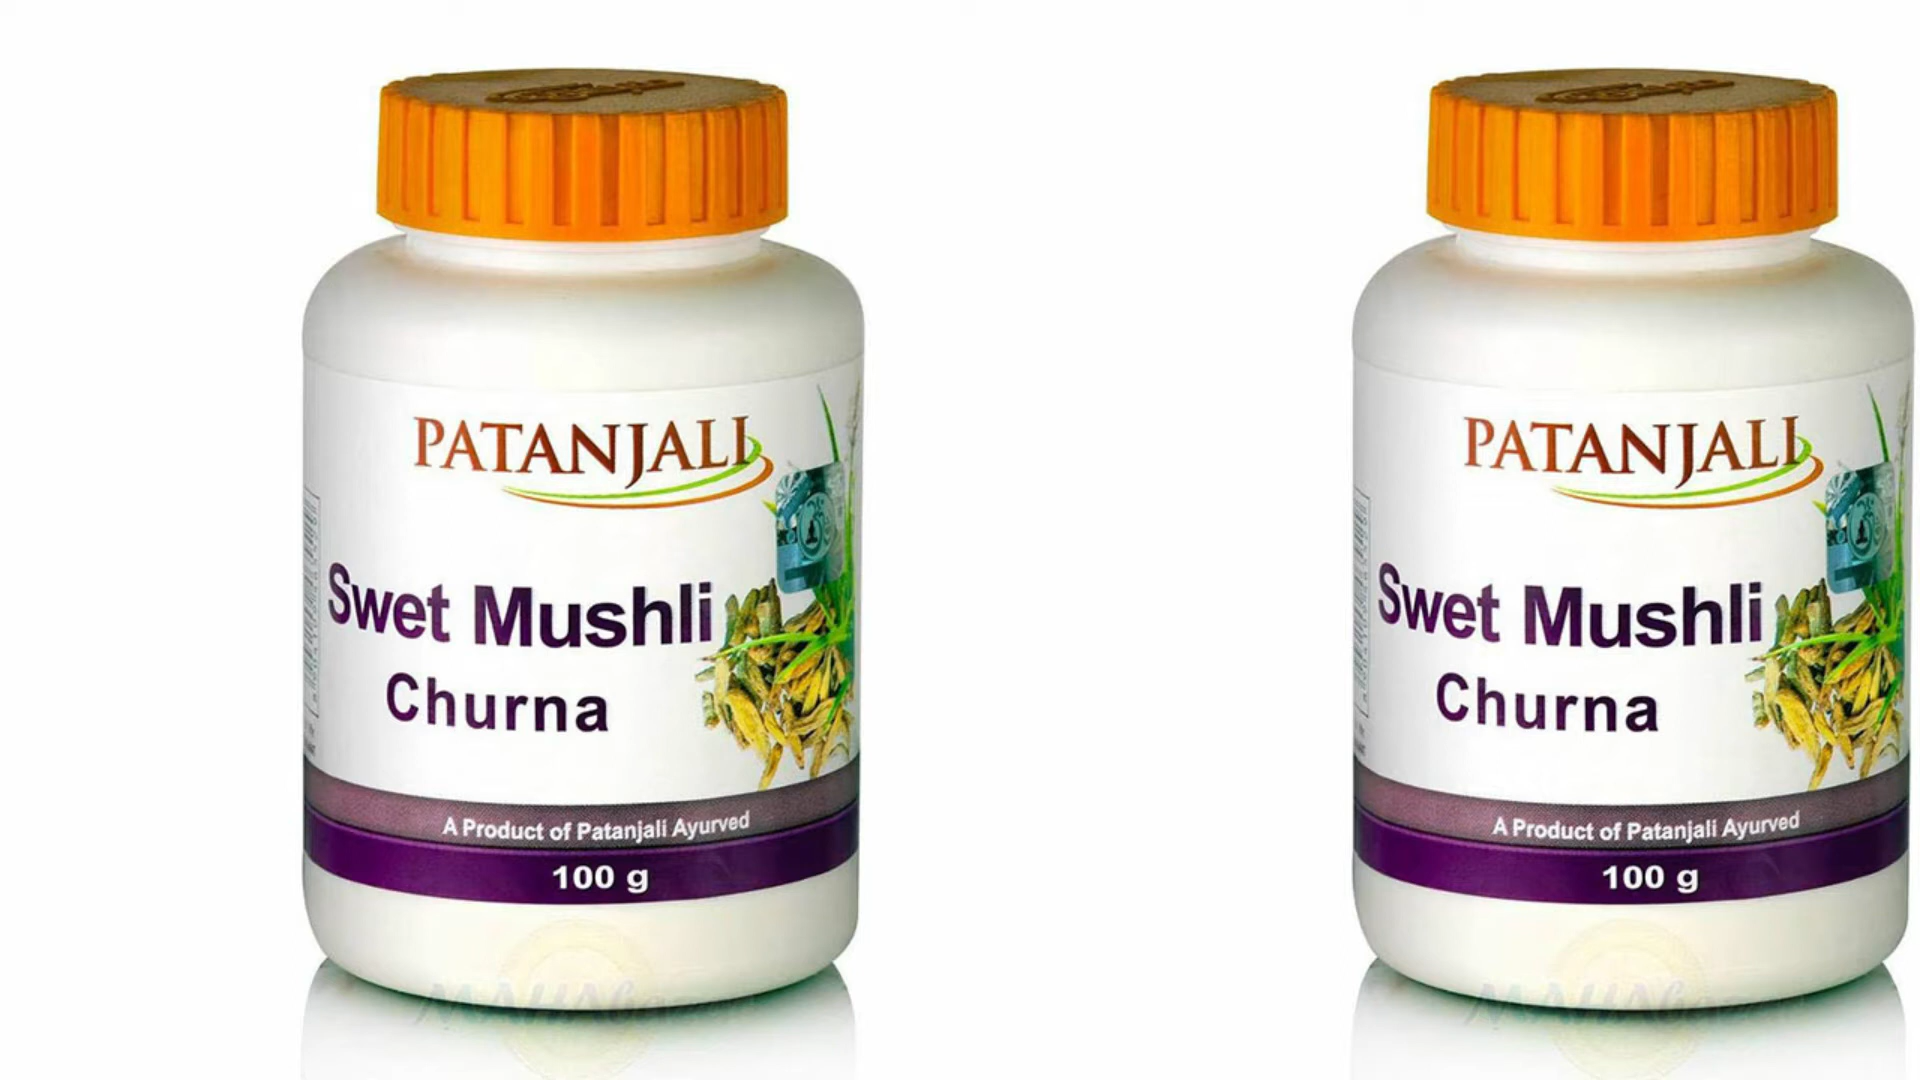 PATANJALI
Swet Mushli
Churna
A Product of Patanjali Ayurved
100 g
PATANJALI
Swet Mushli
Churna
A Product of Patanjali Ayurved
100 g